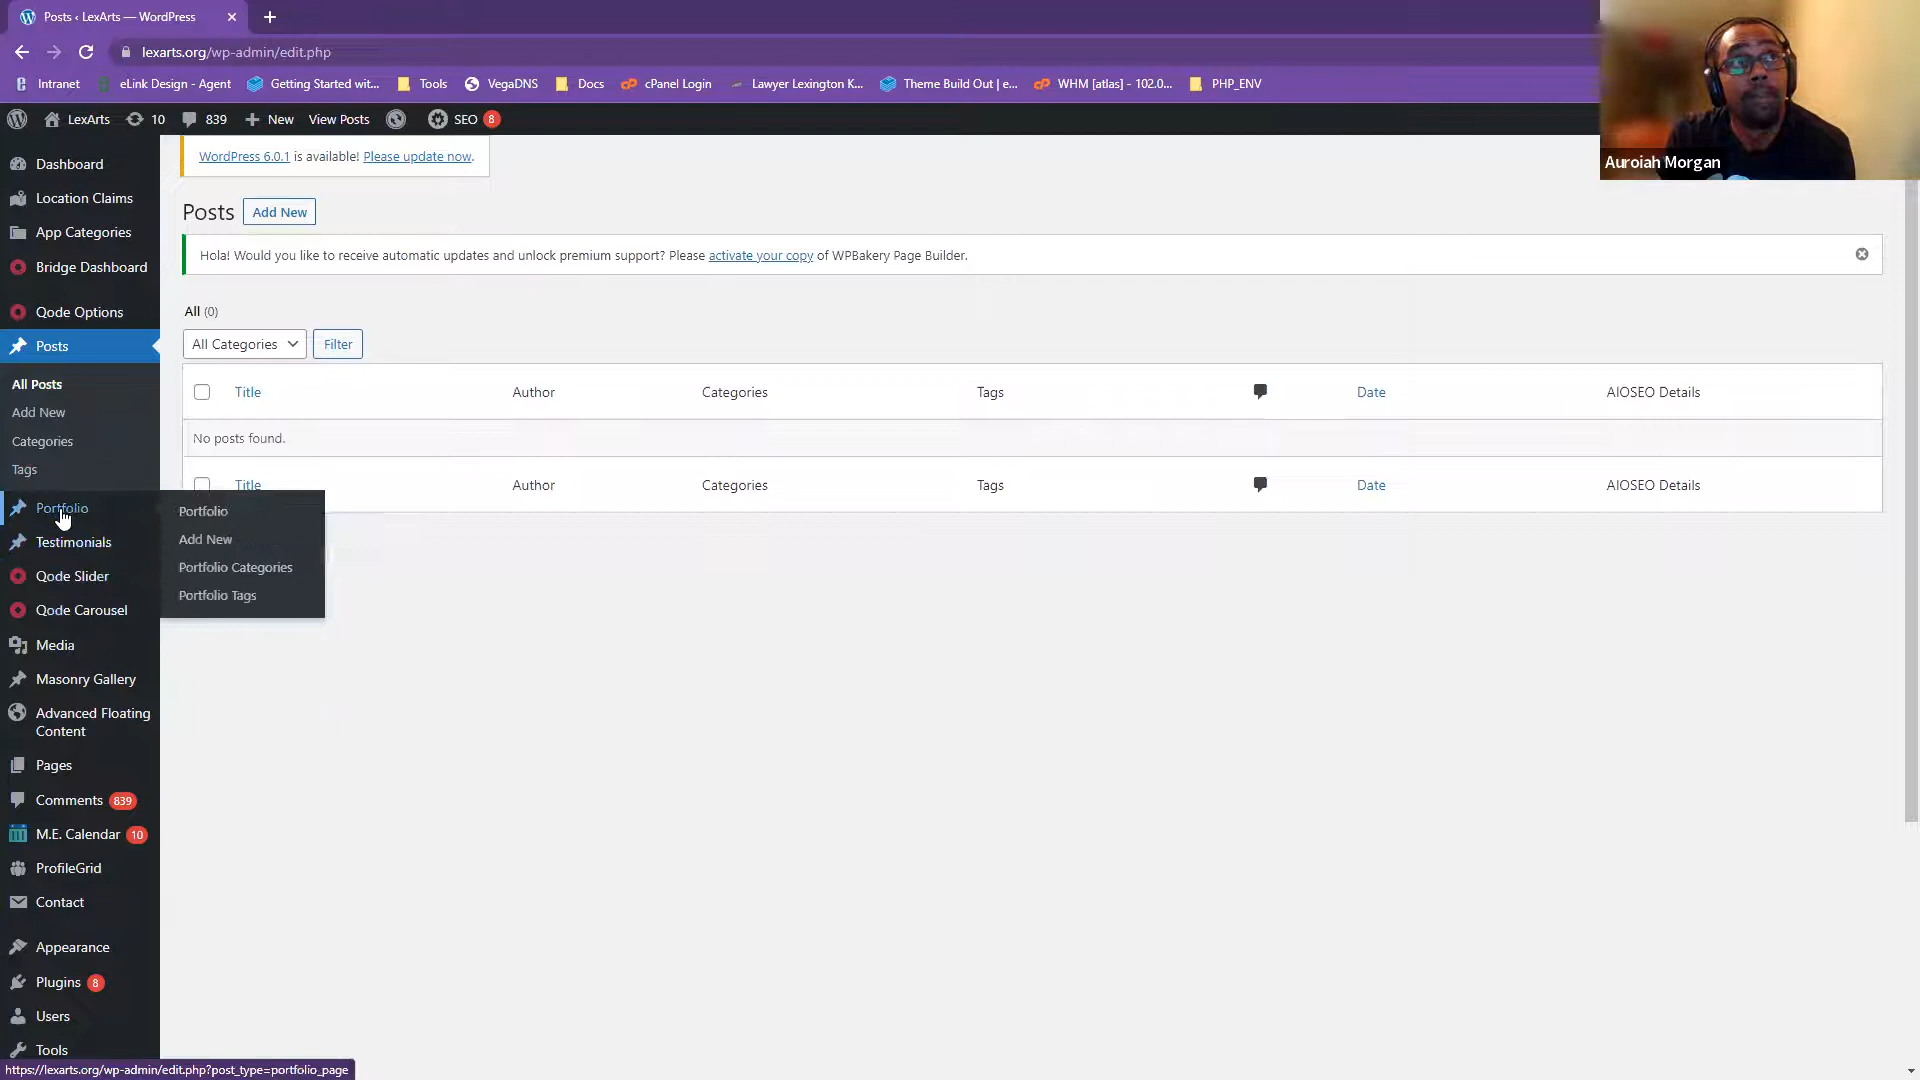 Posts ‹ LexArts — WordPress
lexarts.org/wp-admin/edit.php
Intranet eLink Design - Agent Getting Started wit... Tools VegaDNS Docs cPanel Login Lawyer Lexington K... Theme Build Out | e... WHM [atlas] - 102.0... PHP_ENV
LexArts 10 839 New View Posts SEO 8
Auroiah Morgan
Dashboard
Location Claims
App Categories
Bridge Dashboard
Qode Options
Posts
All Posts
Add New
Categories
Tags
Portfolio
Testimonials
Qode Slider
Qode Carousel
Media
Masonry Gallery
Advanced Floating
Content
Pages
Comments 839
M.E. Calendar 10
ProfileGrid
Contact
Appearance
Plugins 8
Users
Tools
Portfolio
Add New
Portfolio Categories
Portfolio Tags
WordPress 6.0.1 is available! Please update now.
Posts Add New
Hola! Would you like to receive automatic updates and unlock premium support? Please activate your copy of WPBakery Page Builder.
All (0)
All Categories Filter
Title Author Categories Tags Date AIOSEO Details
No posts found.
Title Author Categories Tags Date AIOSEO Details
https://lexarts.org/wp-admin/edit.php?post_type=portfolio_page